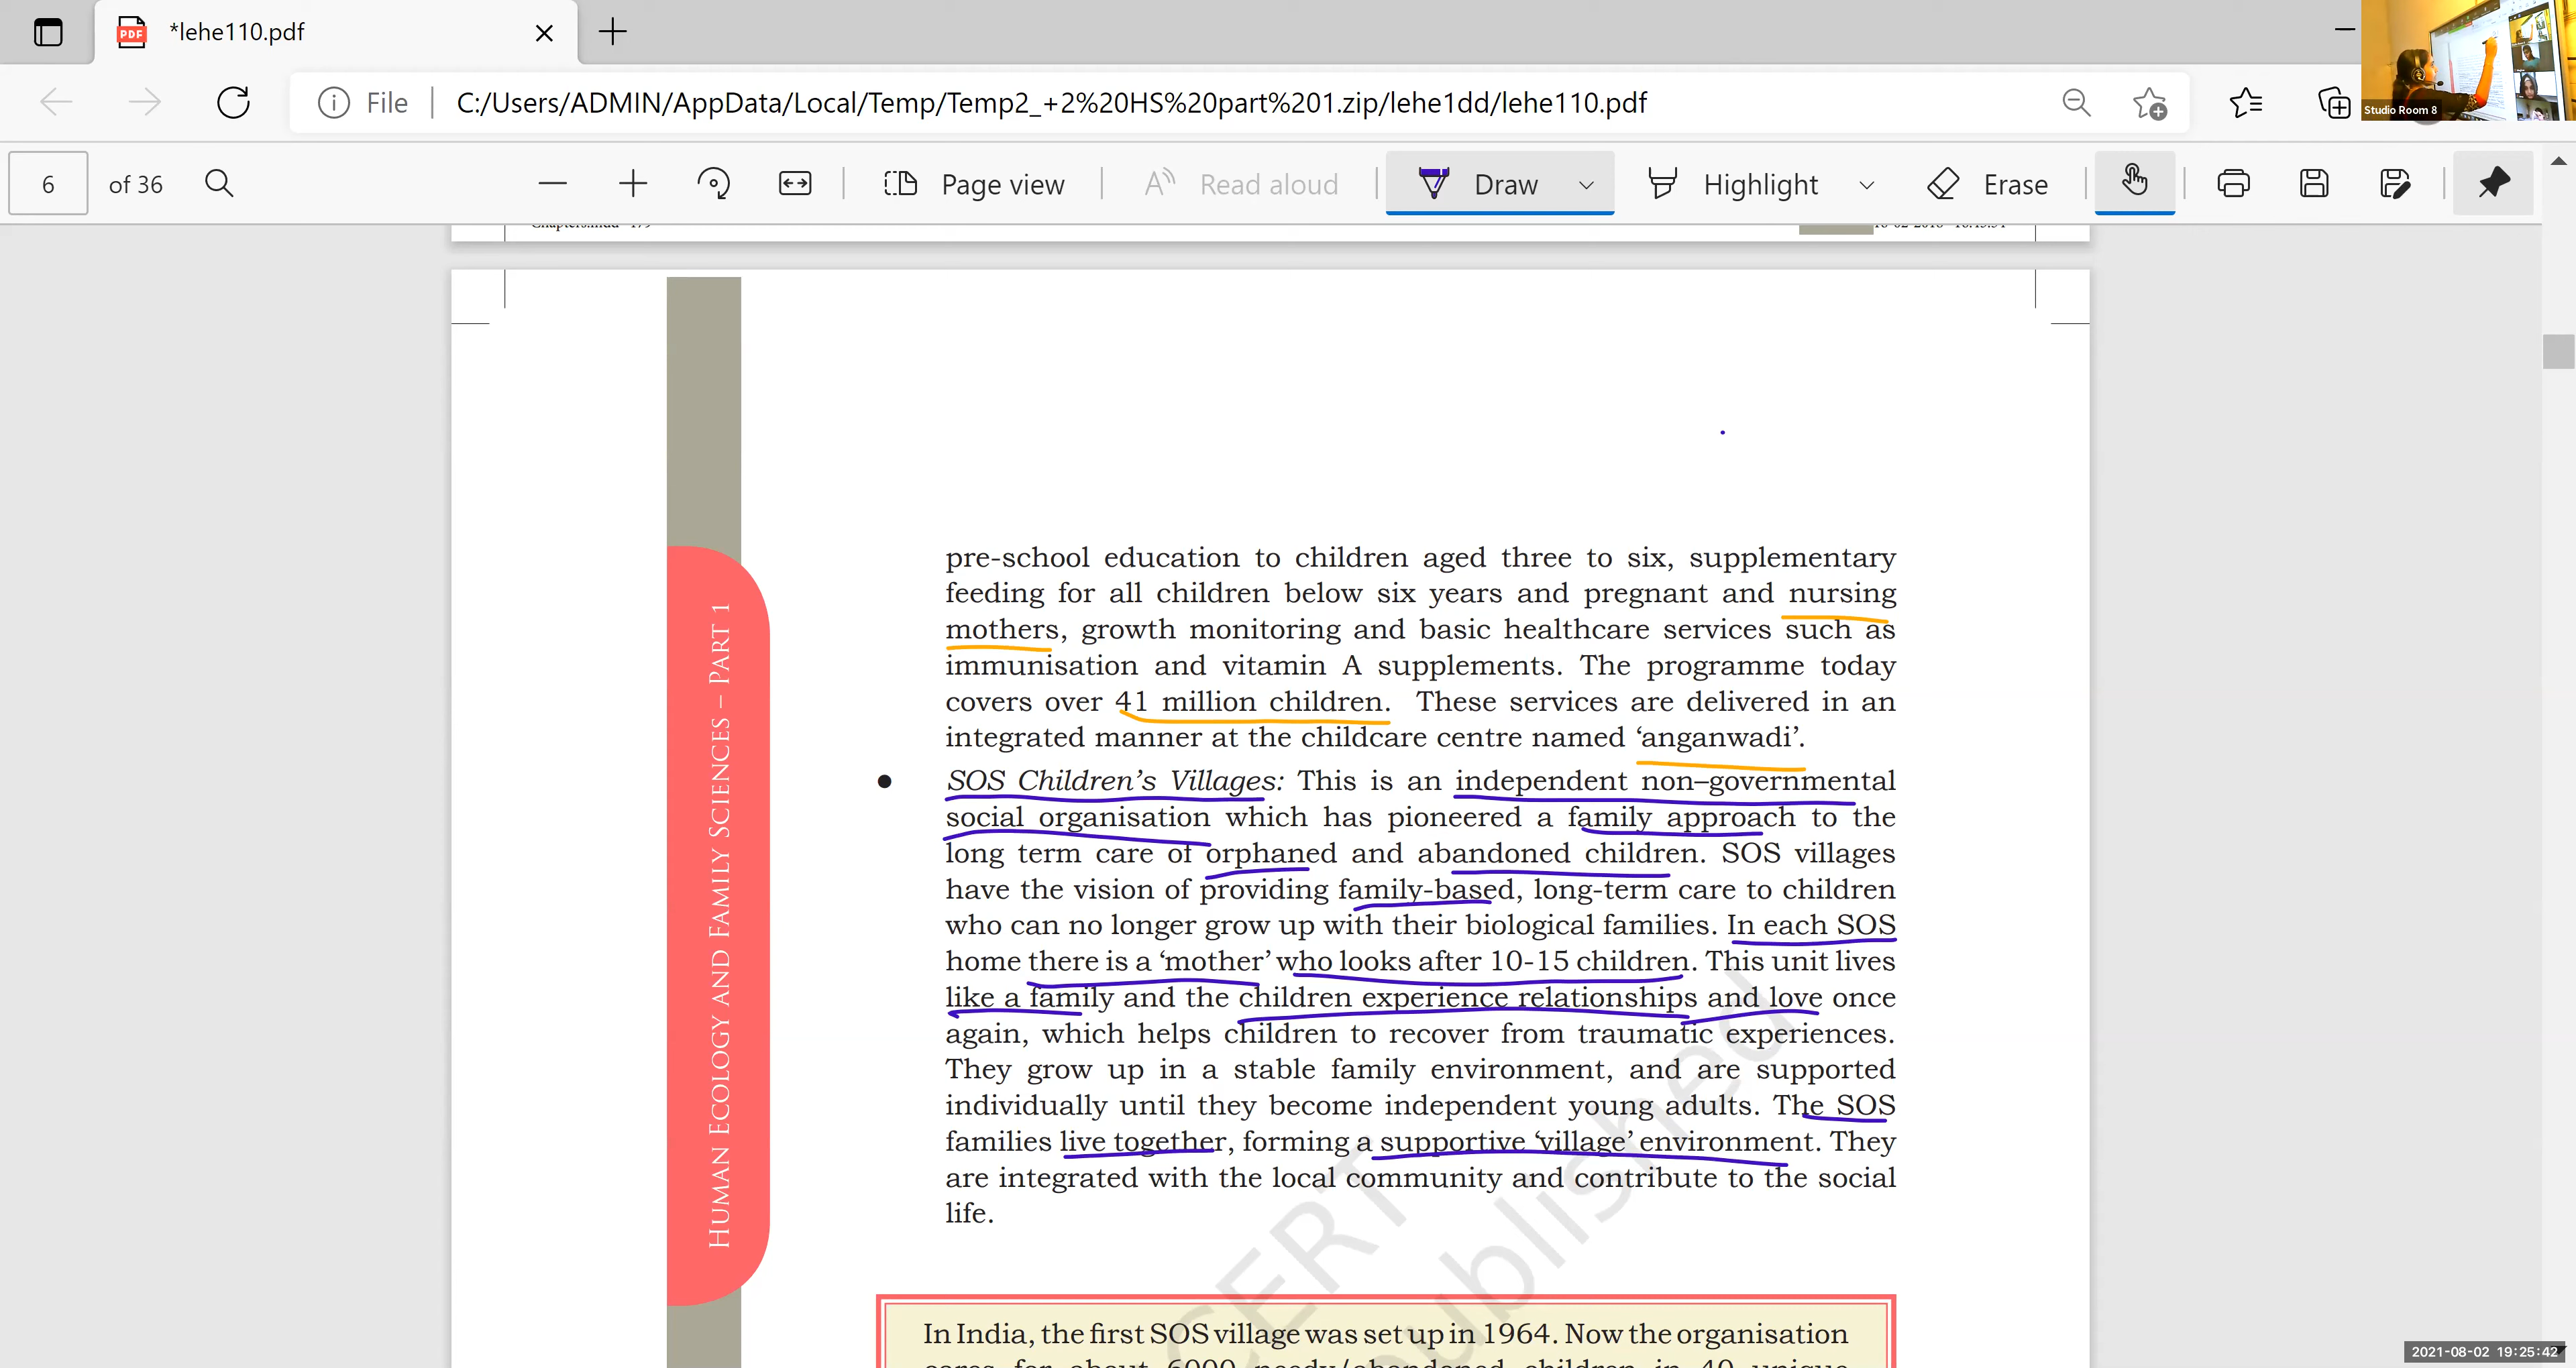 *lehe110.pdf
File
C:/Users/ADMIN/AppData/Local/Temp/Temp2_+2%20HS%20part%201.zip/lehe1dd/lehe110.pdf
Studio Room 8
6 of 36
Page view
Read aloud
Draw
Highlight
Erase
HUMAN ECOLOGY AND FAMILY SCIENCES – PART 1
pre-school education to children aged three to six, supplementary
feeding for all children below six years and pregnant and nursing
mothers, growth monitoring and basic healthcare services such as
immunisation and vitamin A supplements. The programme today
covers over 41 million children. These services are delivered in an
integrated manner at the childcare centre named ‘anganwadi’.
● SOS Children’s Villages: This is an independent non–governmental
social organisation which has pioneered a family approach to the
long term care of orphaned and abandoned children. SOS villages
have the vision of providing family-based, long-term care to children
who can no longer grow up with their biological families. In each SOS
home there is a ‘mother’ who looks after 10-15 children. This unit lives
like a family and the children experience relationships and love once
again, which helps children to recover from traumatic experiences.
They grow up in a stable family environment, and are supported
individually until they become independent young adults. The SOS
families live together, forming a supportive ‘village’ environment. They
are integrated with the local community and contribute to the social
life.
In India, the first SOS village was set up in 1964. Now the organisation
2021-08-02 19:25:42